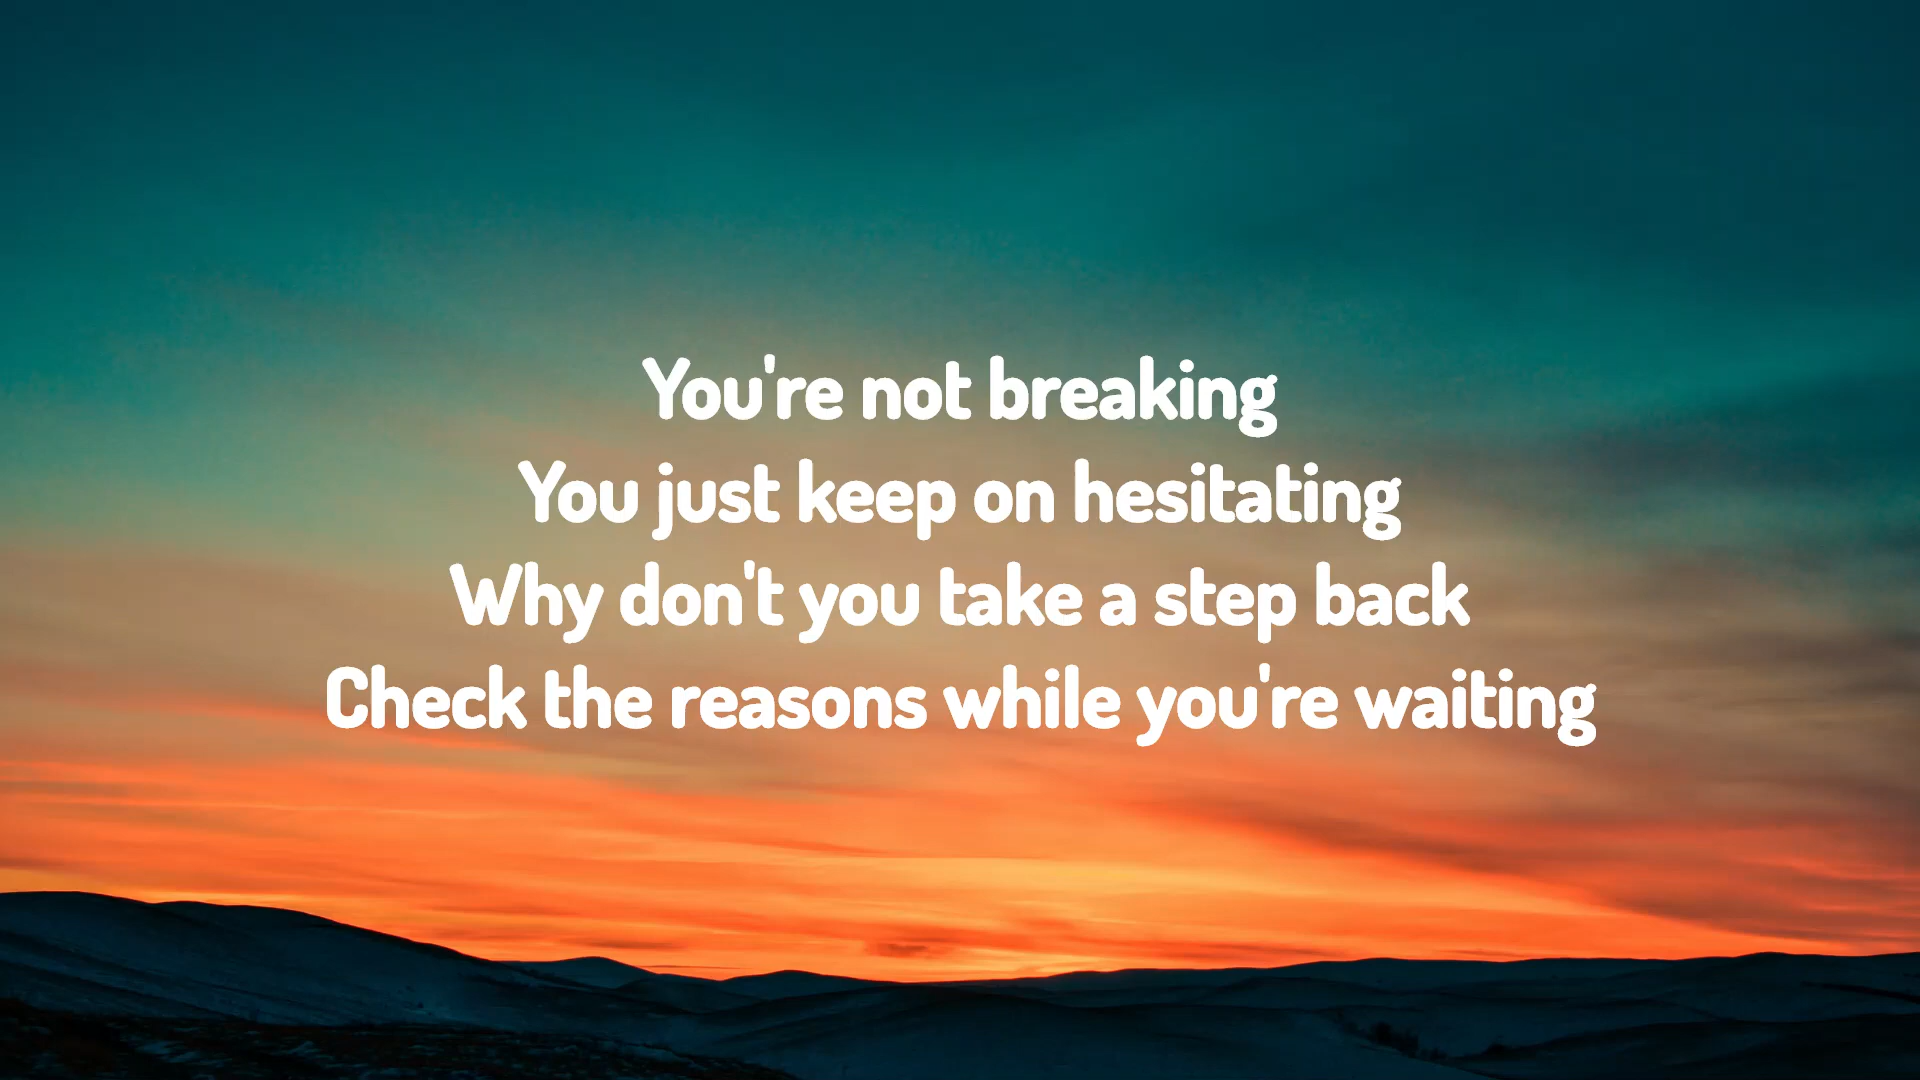 You're not breaking
You just keep on hesitating
Why don't you take a step back
Check the reasons while you're waiting